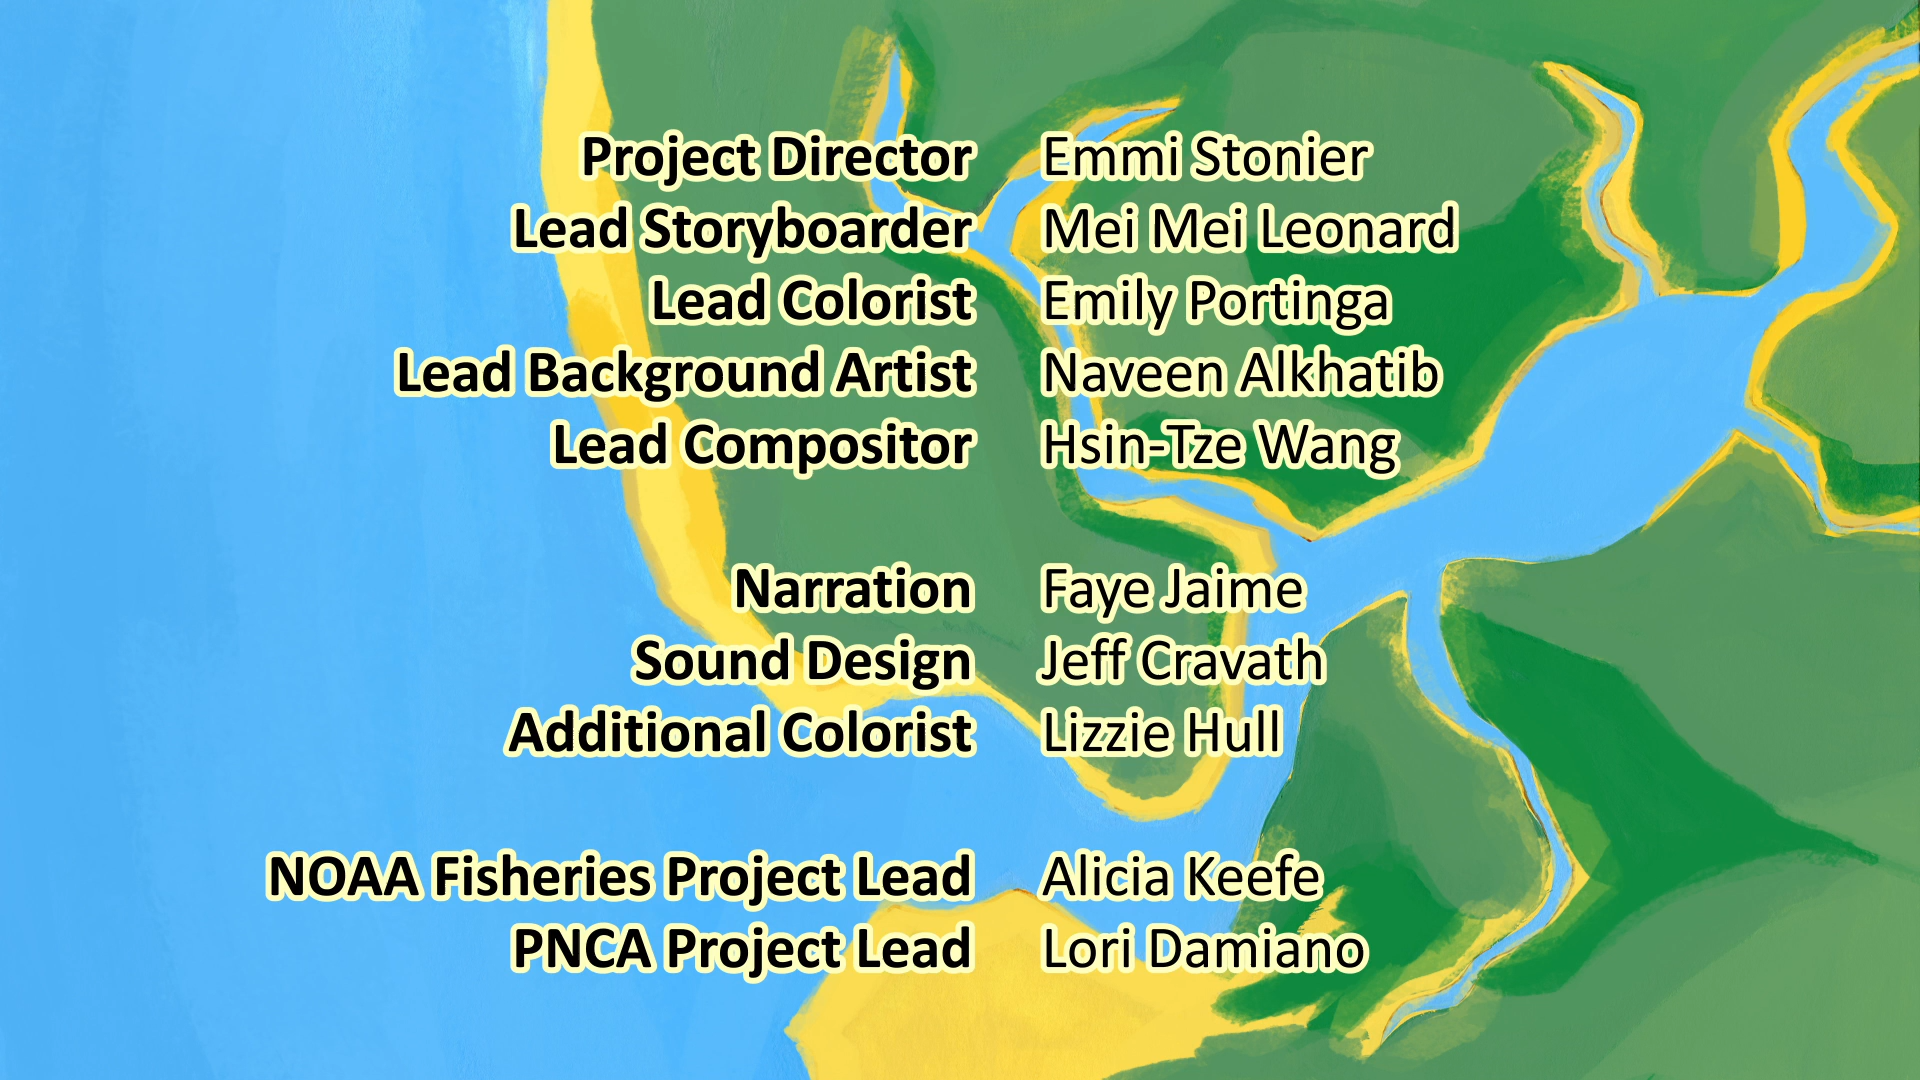 Project Director Emmi Stonier
Lead Storyboarder Mei Mei Leonard
Lead Colorist Emily Portinga
Lead Background Artist Naveen Alkhatib
Lead Compositor Hsin-Tze Wang
Narration Faye Jaime
Sound Design Jeff Cravath
Additional Colorist Lizzie Hull
NOAA Fisheries Project Lead Alicia Keefe
PNCA Project Lead Lori Damiano